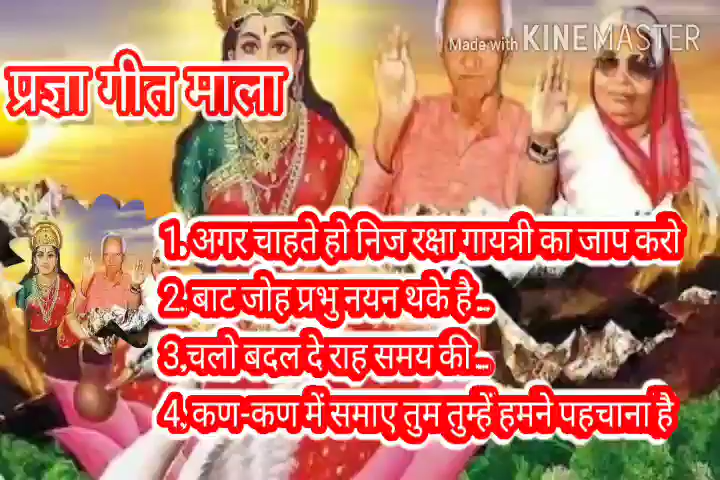 Made with KINEMASTER
प्रज्ञा गीत माला
1. अगर चाहते हो निज रक्षा गायत्री का जाप करो
2. बाट जोह प्रभु नयन थके है...
3.चलो बदल दे राह समय की...
4. कण-कण में समाए तुम तुम्हें हमने पहचाना है